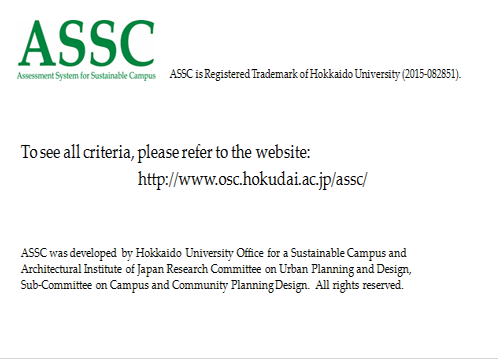 ASSC
Assessment System for Sustainable Campus
ASSC is Registered Trademark of Hokkaido University (2015-082851).
To see all criteria, please refer to the website:
http://www.osc.hokudai.ac.jp/assc/
ASSC was developed by Hokkaido University Office for a Sustainable Campus and
Architectural Institute of Japan Research Committee on Urban Planning and Design,
Sub-Committee on Campus and Community Planning Design. All rights reserved.